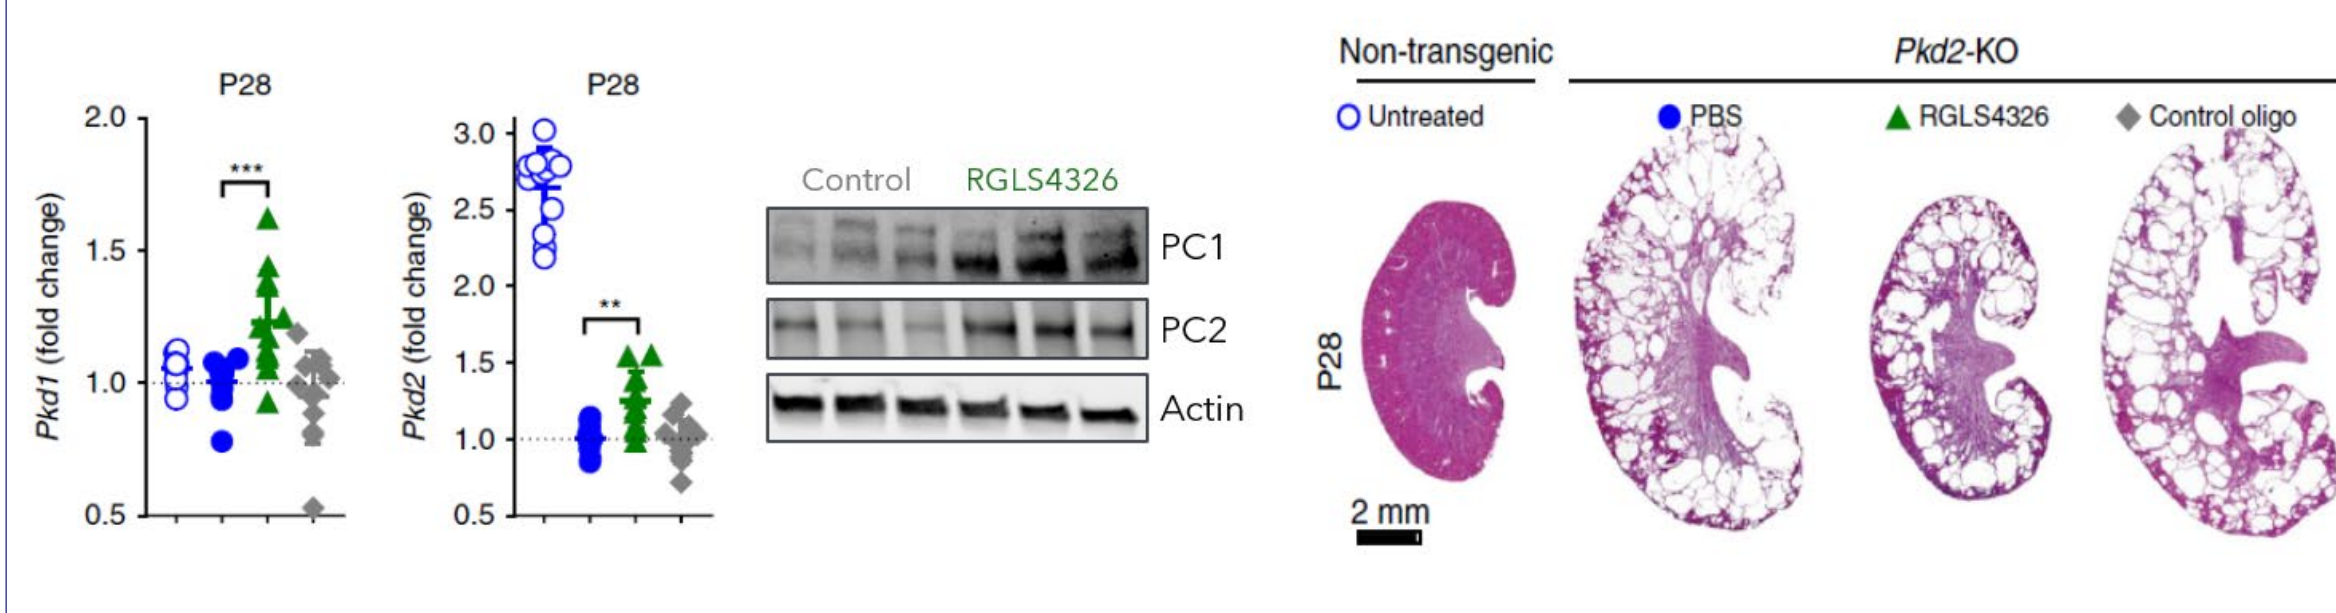 P28
Pkd1 (fold change)
2.0
1.5
1.0
0.5
***
P28
Pkd2 (fold change)
3.0
2.5
2.0
1.5
1.0
0.5
**
Control RGLS4326
PC1
PC2
Actin
Non-transgenic Pkd2-KO
Untreated PBS RGLS4326 Control oligo
P28
2 mm